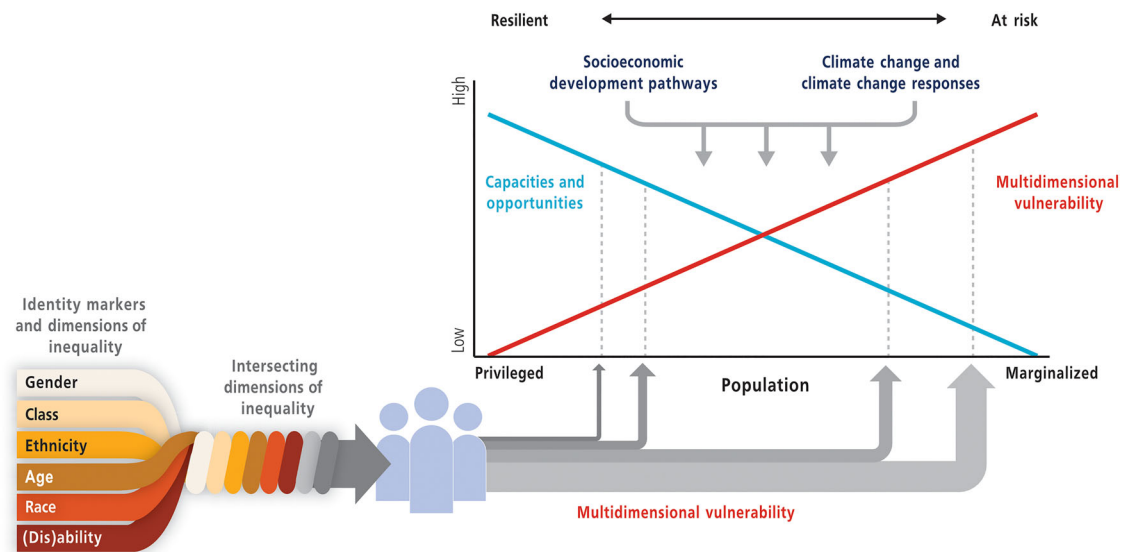 Resilient
At risk
Socioeconomic
development pathways
Climate change and
climate change responses
High
Low
Capacities and
opportunities
Multidimensional
vulnerability
Privileged
Population
Marginalized
Identity markers
and dimensions of
inequality
Intersecting
dimensions of
inequality
Gender
Class
Ethnicity
Age
Race
(Dis)ability
Multidimensional vulnerability